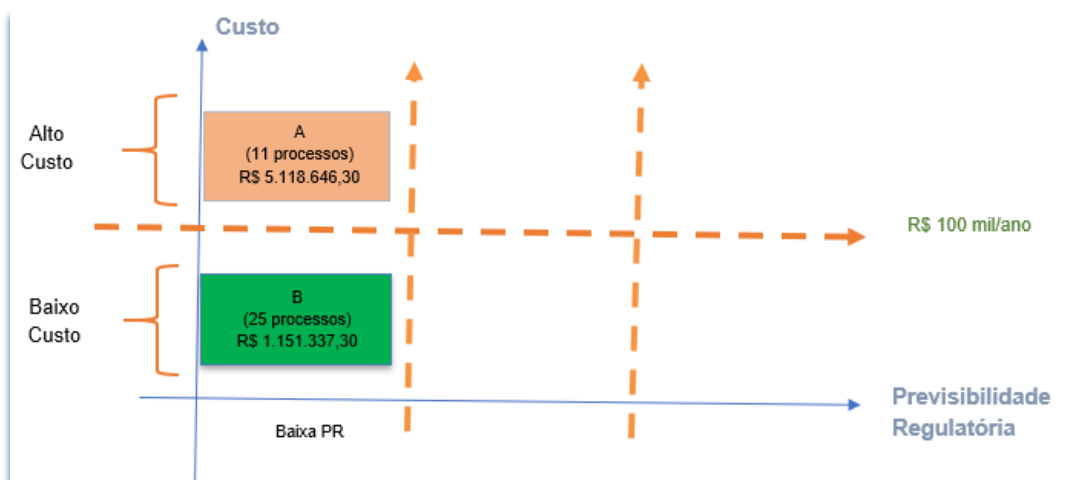 Custo
Alto
Custo
A
(11 processos)
R$ 5.118.646,30
R$ 100 mil/ano
Baixo
Custo
B
(25 processos)
R$ 1.151.337,30
Previsibilidade
Regulatória
Baixa PR